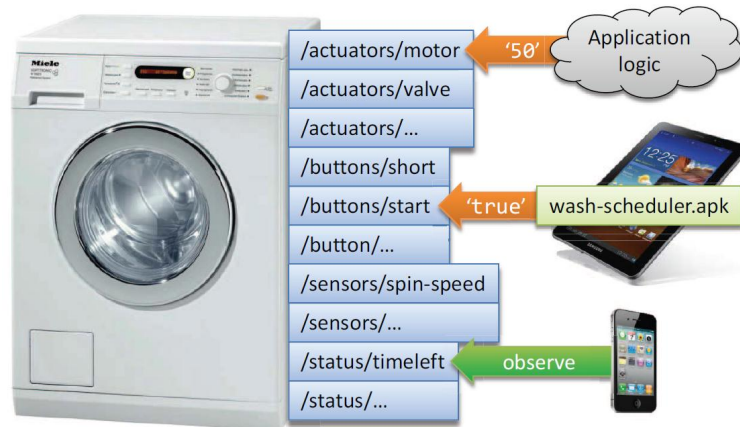 Miele
/actuators/motor
'50'
Application
logic
/actuators/valve
/actuators/...
/buttons/short
/buttons/start
'true'
wash-scheduler.apk
/button/...
/sensors/spin-speed
/sensors/...
/status/timeleft
observe
/status/...
12:25
SAMSUNG